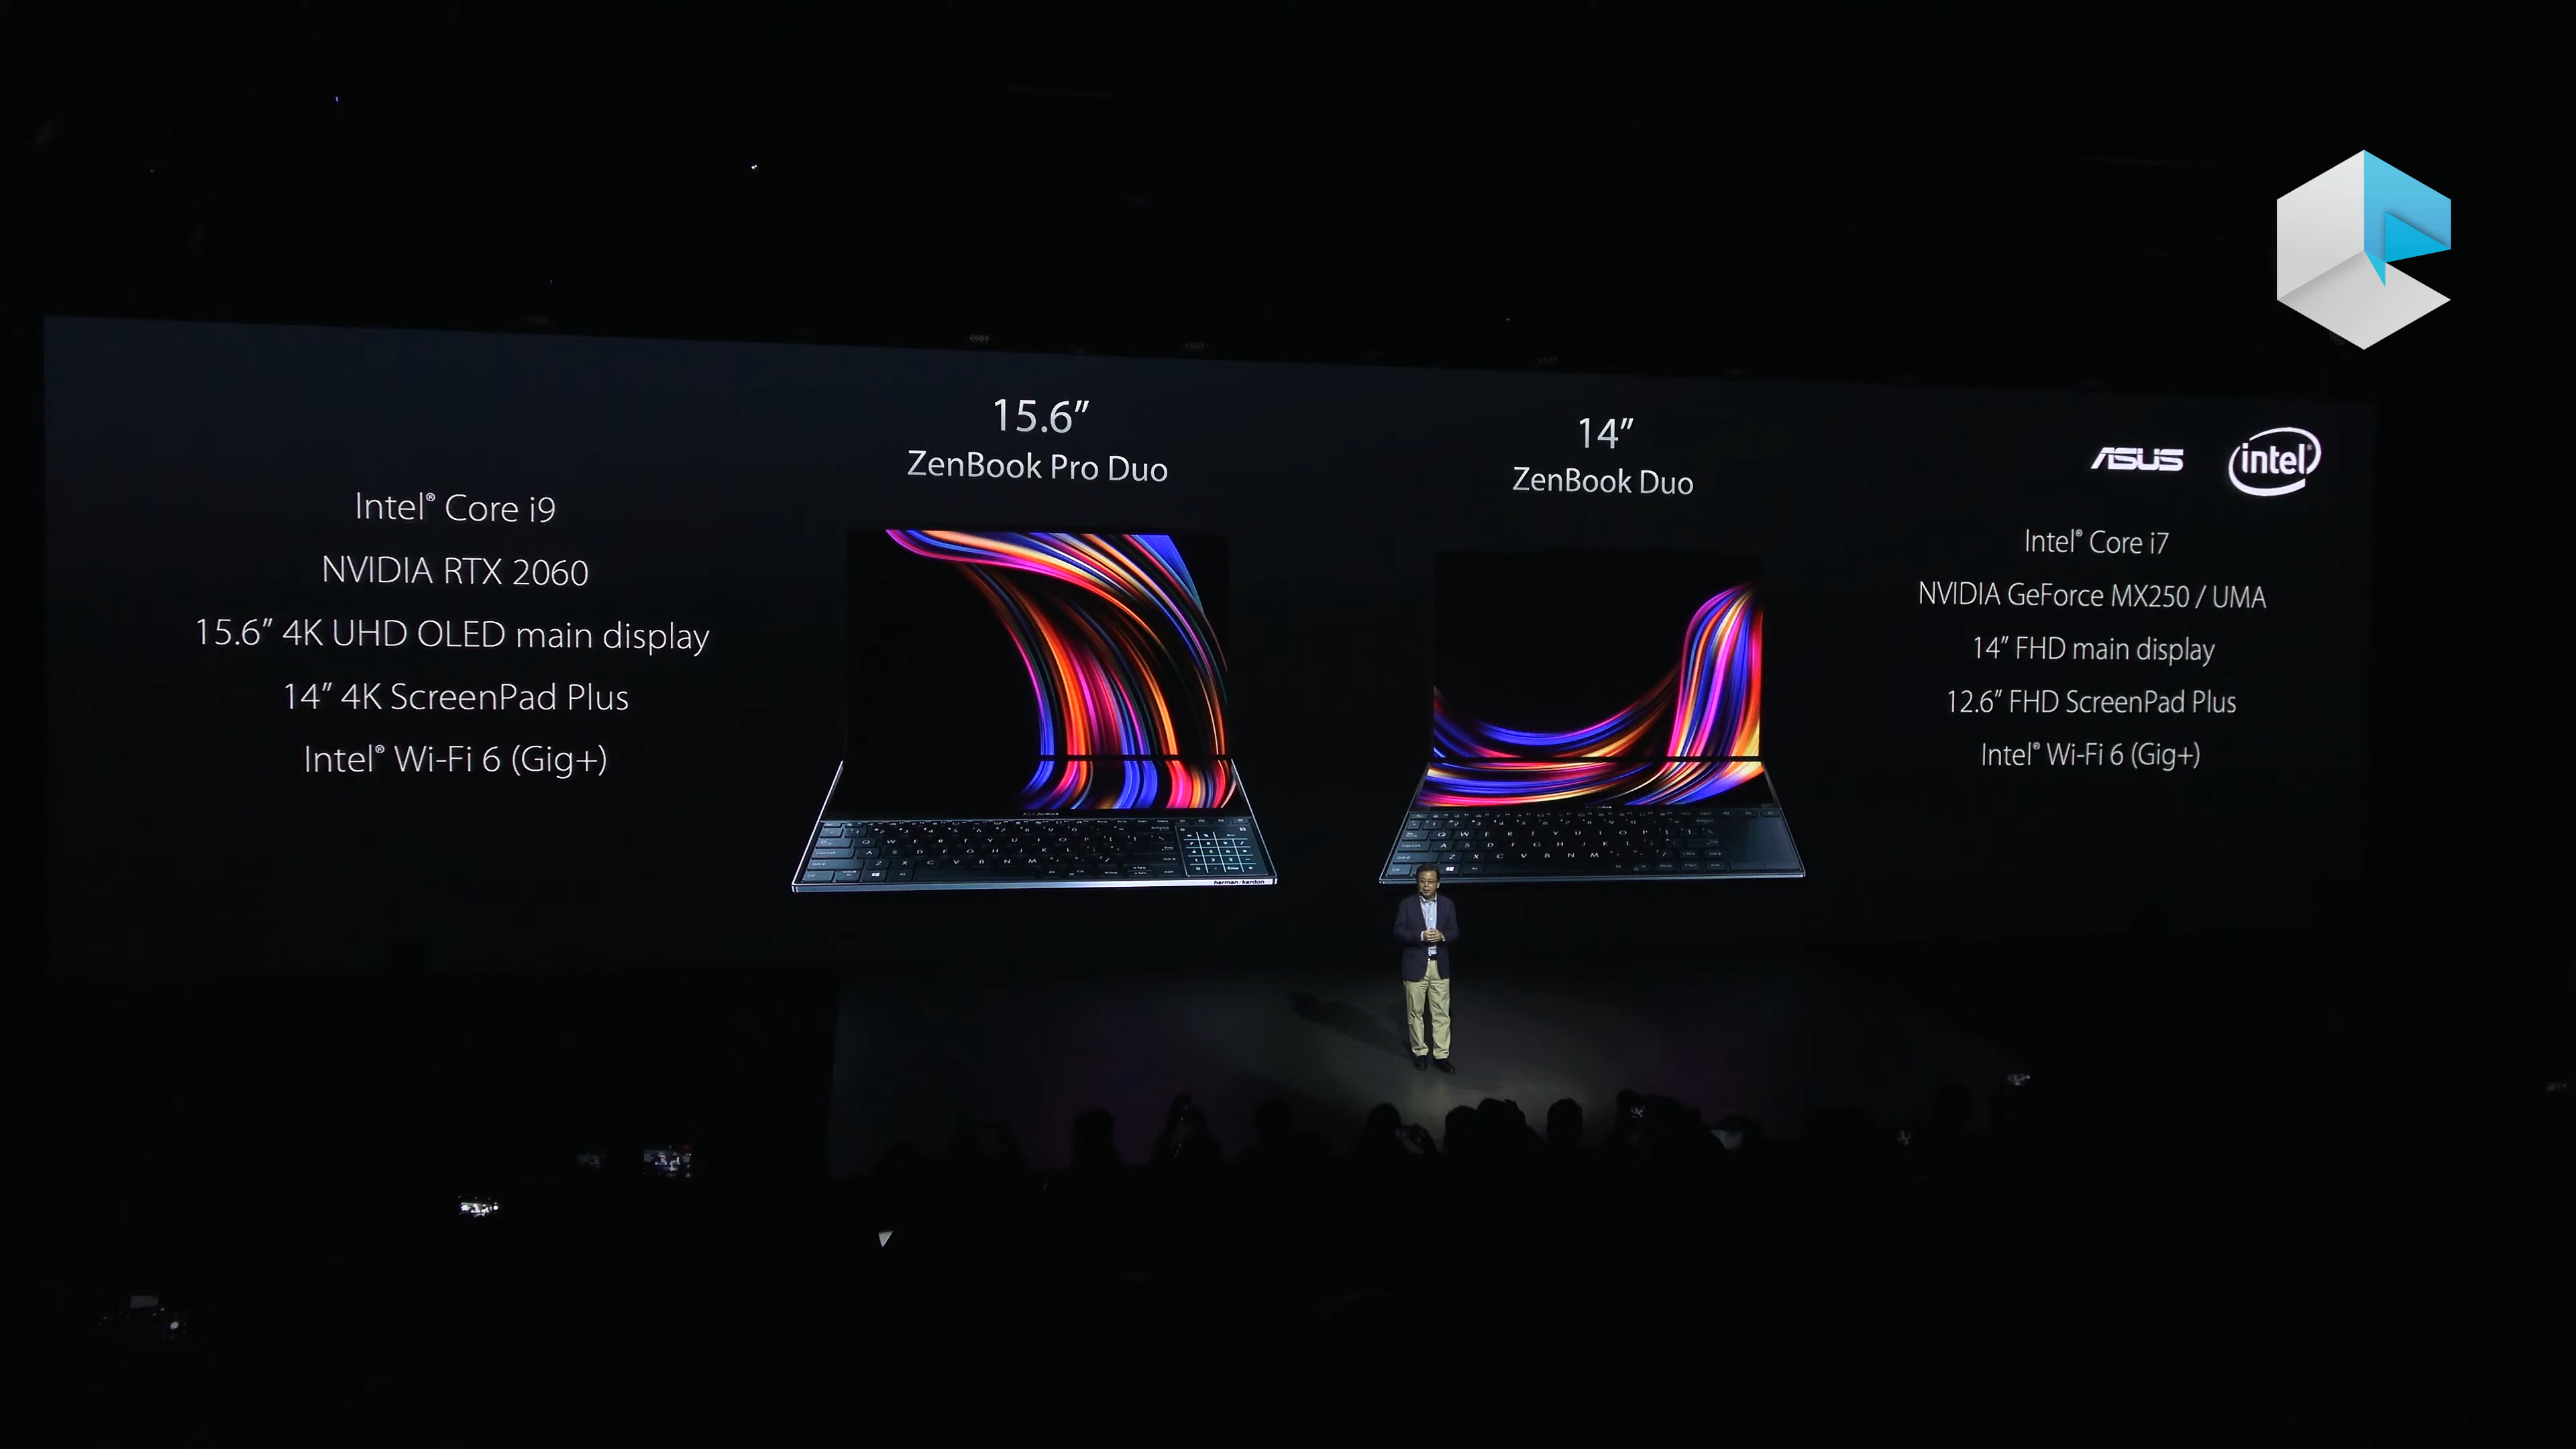 15.6”
ZenBook Pro Duo
Intel® Core i9
NVIDIA RTX 2060
15.6” 4K UHD OLED main display
14” 4K ScreenPad Plus
Intel® Wi-Fi 6 (Gig+)
harman/kardon
14”
ZenBook Duo
ASUS
intel®
Intel® Core i7
NVIDIA GeForce MX250 / UMA
14” FHD main display
12.6” FHD ScreenPad Plus
Intel® Wi-Fi 6 (Gig+)